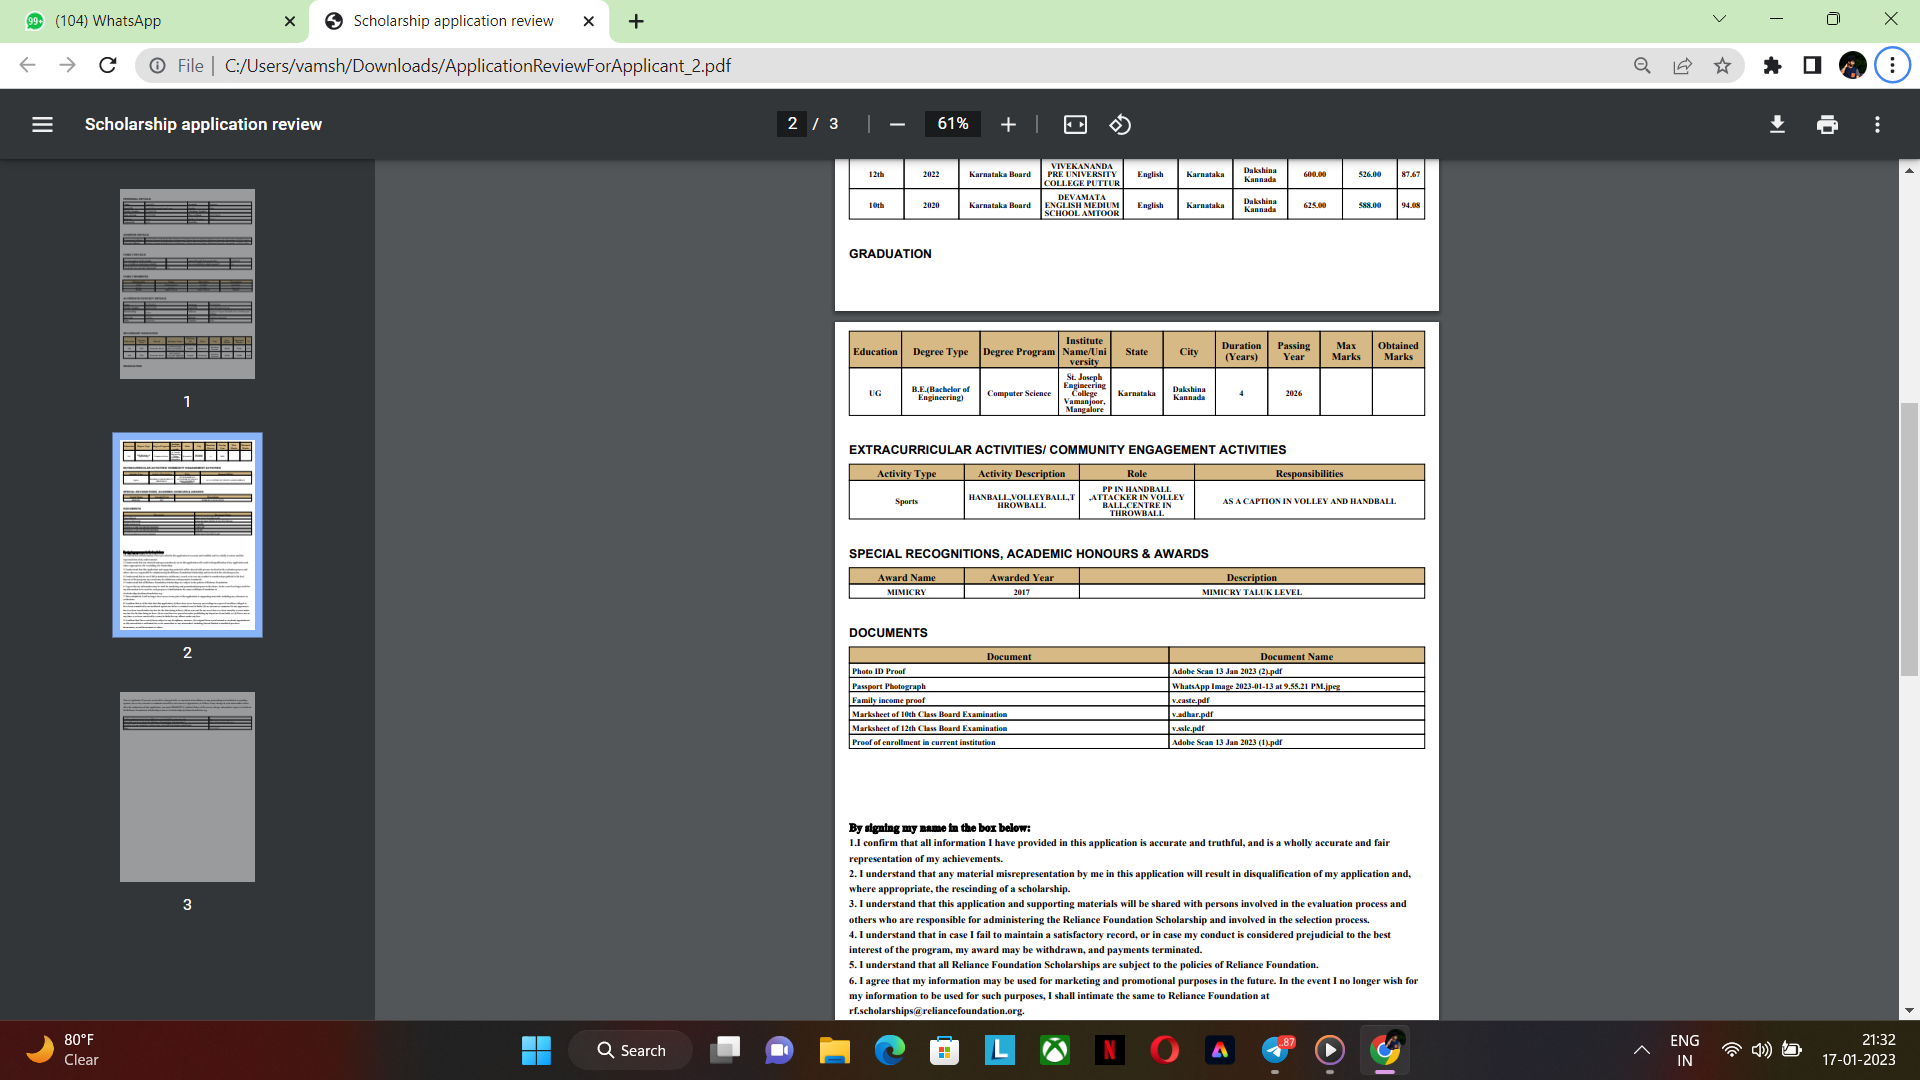 (104) WhatsApp
Scholarship application review
File
C:/Users/vamsh/Downloads/ApplicationReviewForApplicant_2.pdf
Scholarship application review
2 / 3
61%
1
2
3
12th 2022 Karnataka Board VIVEKANANDA PRE UNIVERSITY COLLEGE PUTTUR English Karnataka Dakshina Kannada 600.00 526.00 87.67
10th 2020 Karnataka Board DEVAMATA ENGLISH MEDIUM SCHOOL AMTOOR English Karnataka Dakshina Kannada 625.00 588.00 94.08
GRADUATION
Education Degree Type Degree Program Institute Name/Uni versity State City Duration (Years) Passing Year Max Marks Obtained Marks
UG B.E.(Bachelor of Engineering) Computer Science St. Joseph Engineering College Vamanjoor, Mangalore Karnataka Dakshina Kannada 4 2026
EXTRACURRICULAR ACTIVITIES/ COMMUNITY ENGAGEMENT ACTIVITIES
Activity Type Activity Description Role Responsibilities
Sports HANBALL,VOLLEYBALL,T HROWBALL PP IN HANDBALL ,ATTACKER IN VOLLEY BALL,CENTRE IN THROWBALL AS A CAPTION IN VOLLEY AND HANDBALL
SPECIAL RECOGNITIONS, ACADEMIC HONOURS & AWARDS
Award Name Awarded Year Description
MIMICRY 2017 MIMICRY TALUK LEVEL
DOCUMENTS
Document Document Name
Photo ID Proof Adobe Scan 13 Jan 2023 (2).pdf
Passport Photograph WhatsApp Image 2023-01-13 at 9.55.21 PM.jpeg
Family income proof v.caste.pdf
Marksheet of 10th Class Board Examination v.adhar.pdf
Marksheet of 12th Class Board Examination v.sslc.pdf
Proof of enrollment in current institution Adobe Scan 13 Jan 2023 (1).pdf
By signing my name in the box below:
1.I confirm that all information I have provided in this application is accurate and truthful, and is a wholly accurate and fair
representation of my achievements.
2. I understand that any material misrepresentation by me in this application will result in disqualification of my application and,
where appropriate, the rescinding of a scholarship.
3. I understand that this application and supporting materials will be shared with persons involved in the evaluation process and
others who are responsible for administering the Reliance Foundation Scholarship and involved in the selection process.
4. I understand that in case I fail to maintain a satisfactory record, or in case my conduct is considered prejudicial to the best
interest of the program, my award may be withdrawn, and payments terminated.
5. I understand that all Reliance Foundation Scholarships are subject to the policies of Reliance Foundation.
6. I agree that my information may be used for marketing and promotional purposes in the future. In the event I no longer wish for
my information to be used for such purposes, I shall intimate the same to Reliance Foundation at
rf.scholarships@reliancefoundation.org.
80°F
Clear
Search
87
ENG
IN
21:32
17-01-2023